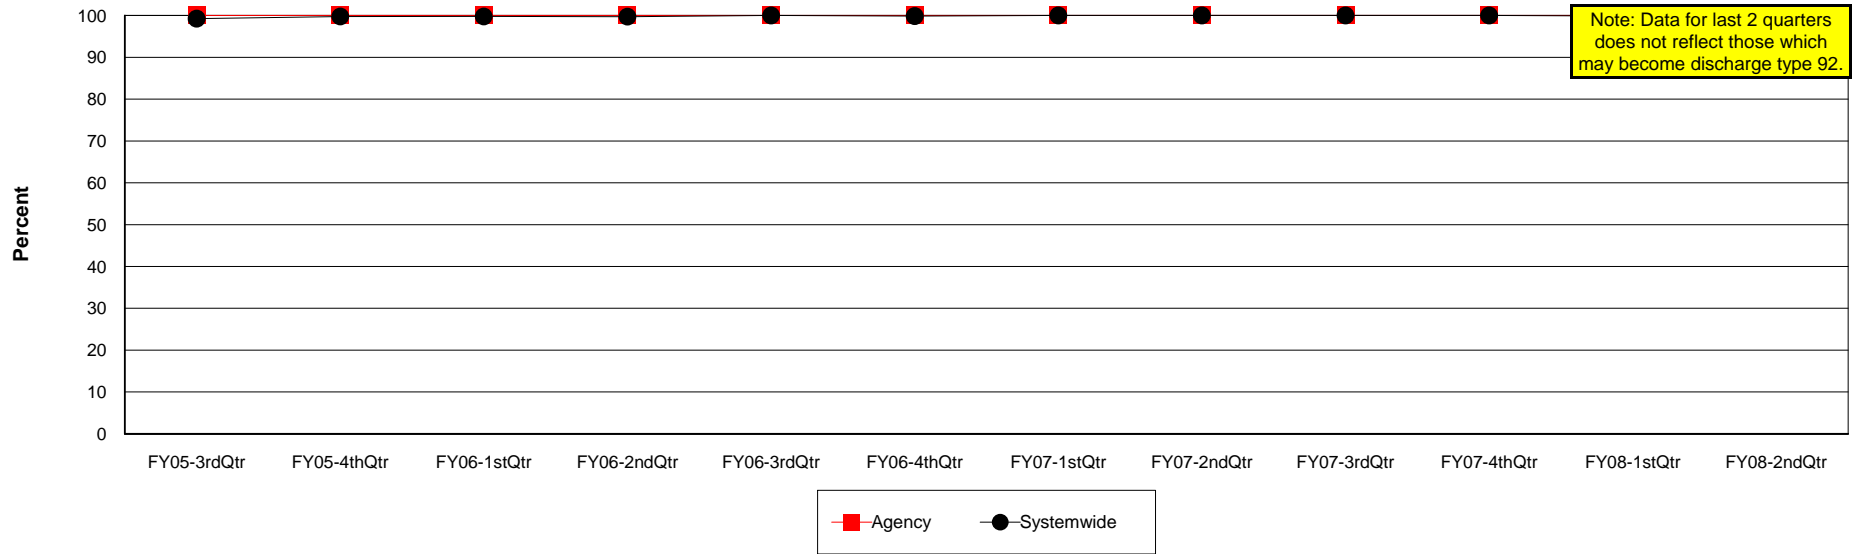 100
Note: Data for last 2 quarters
does not reflect those which
may become discharge type 92.
90
80
70
60
50
40
30
20
10
0
Percent
FY05-3rdQtr FY05-4thQtr FY06-1stQtr FY06-2ndQtr FY06-3rdQtr FY06-4thQtr FY07-1stQtr FY07-2ndQtr FY07-3rdQtr FY07-4thQtr FY08-1stQtr FY08-2ndQtr
Agency Systemwide